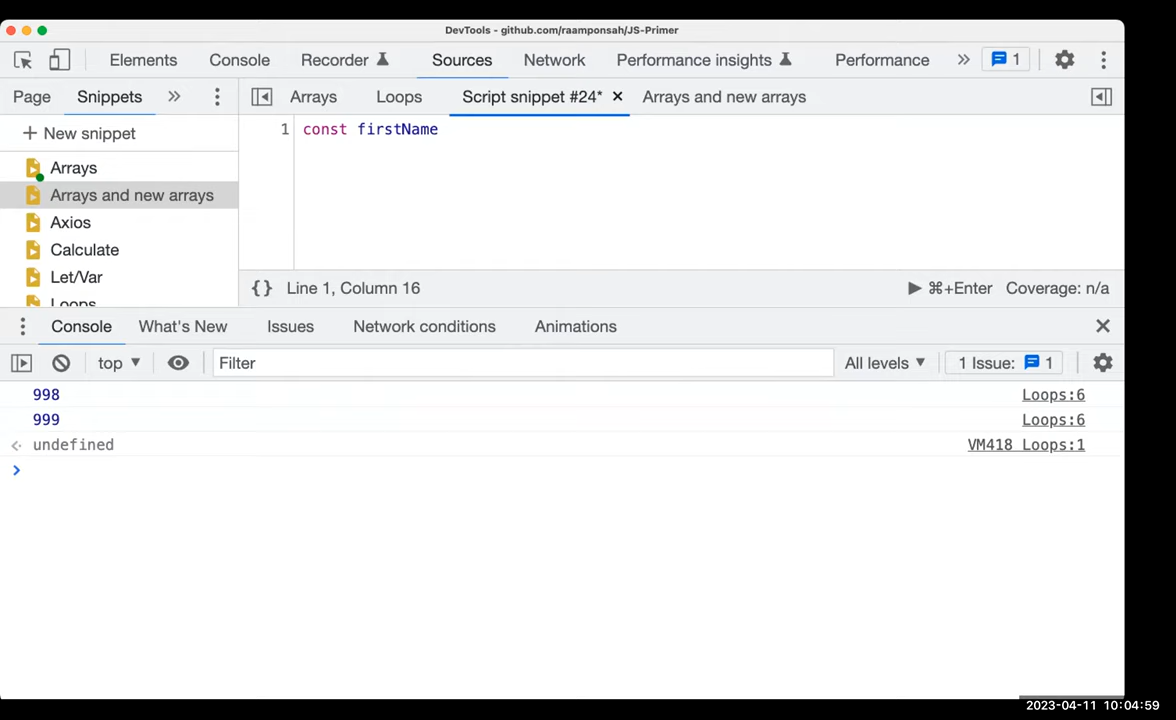 DevTools - github.com/raamponsah/JS-Primer
Elements Console Recorder Sources Network Performance insights Performance » 1
Page Snippets » Arrays Loops Script snippet #24* × Arrays and new arrays
+ New snippet
1 const firstName
Arrays
Arrays and new arrays
Axios
Calculate
Let/Var
Loops
{} Line 1, Column 16 ⌘+Enter Coverage: n/a
Console What's New Issues Network conditions Animations ×
top ▼ Filter All levels ▼ 1 Issue: 1
998 Loops:6
999 Loops:6
undefined VM418 Loops:1
>
2023-04-11 10:04:59